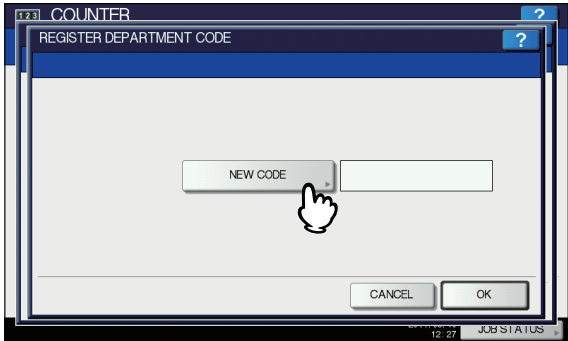 123 COUNTER ?
REGISTER DEPARTMENT CODE ?
NEW CODE
CANCEL OK
12:27 JOB STATUS